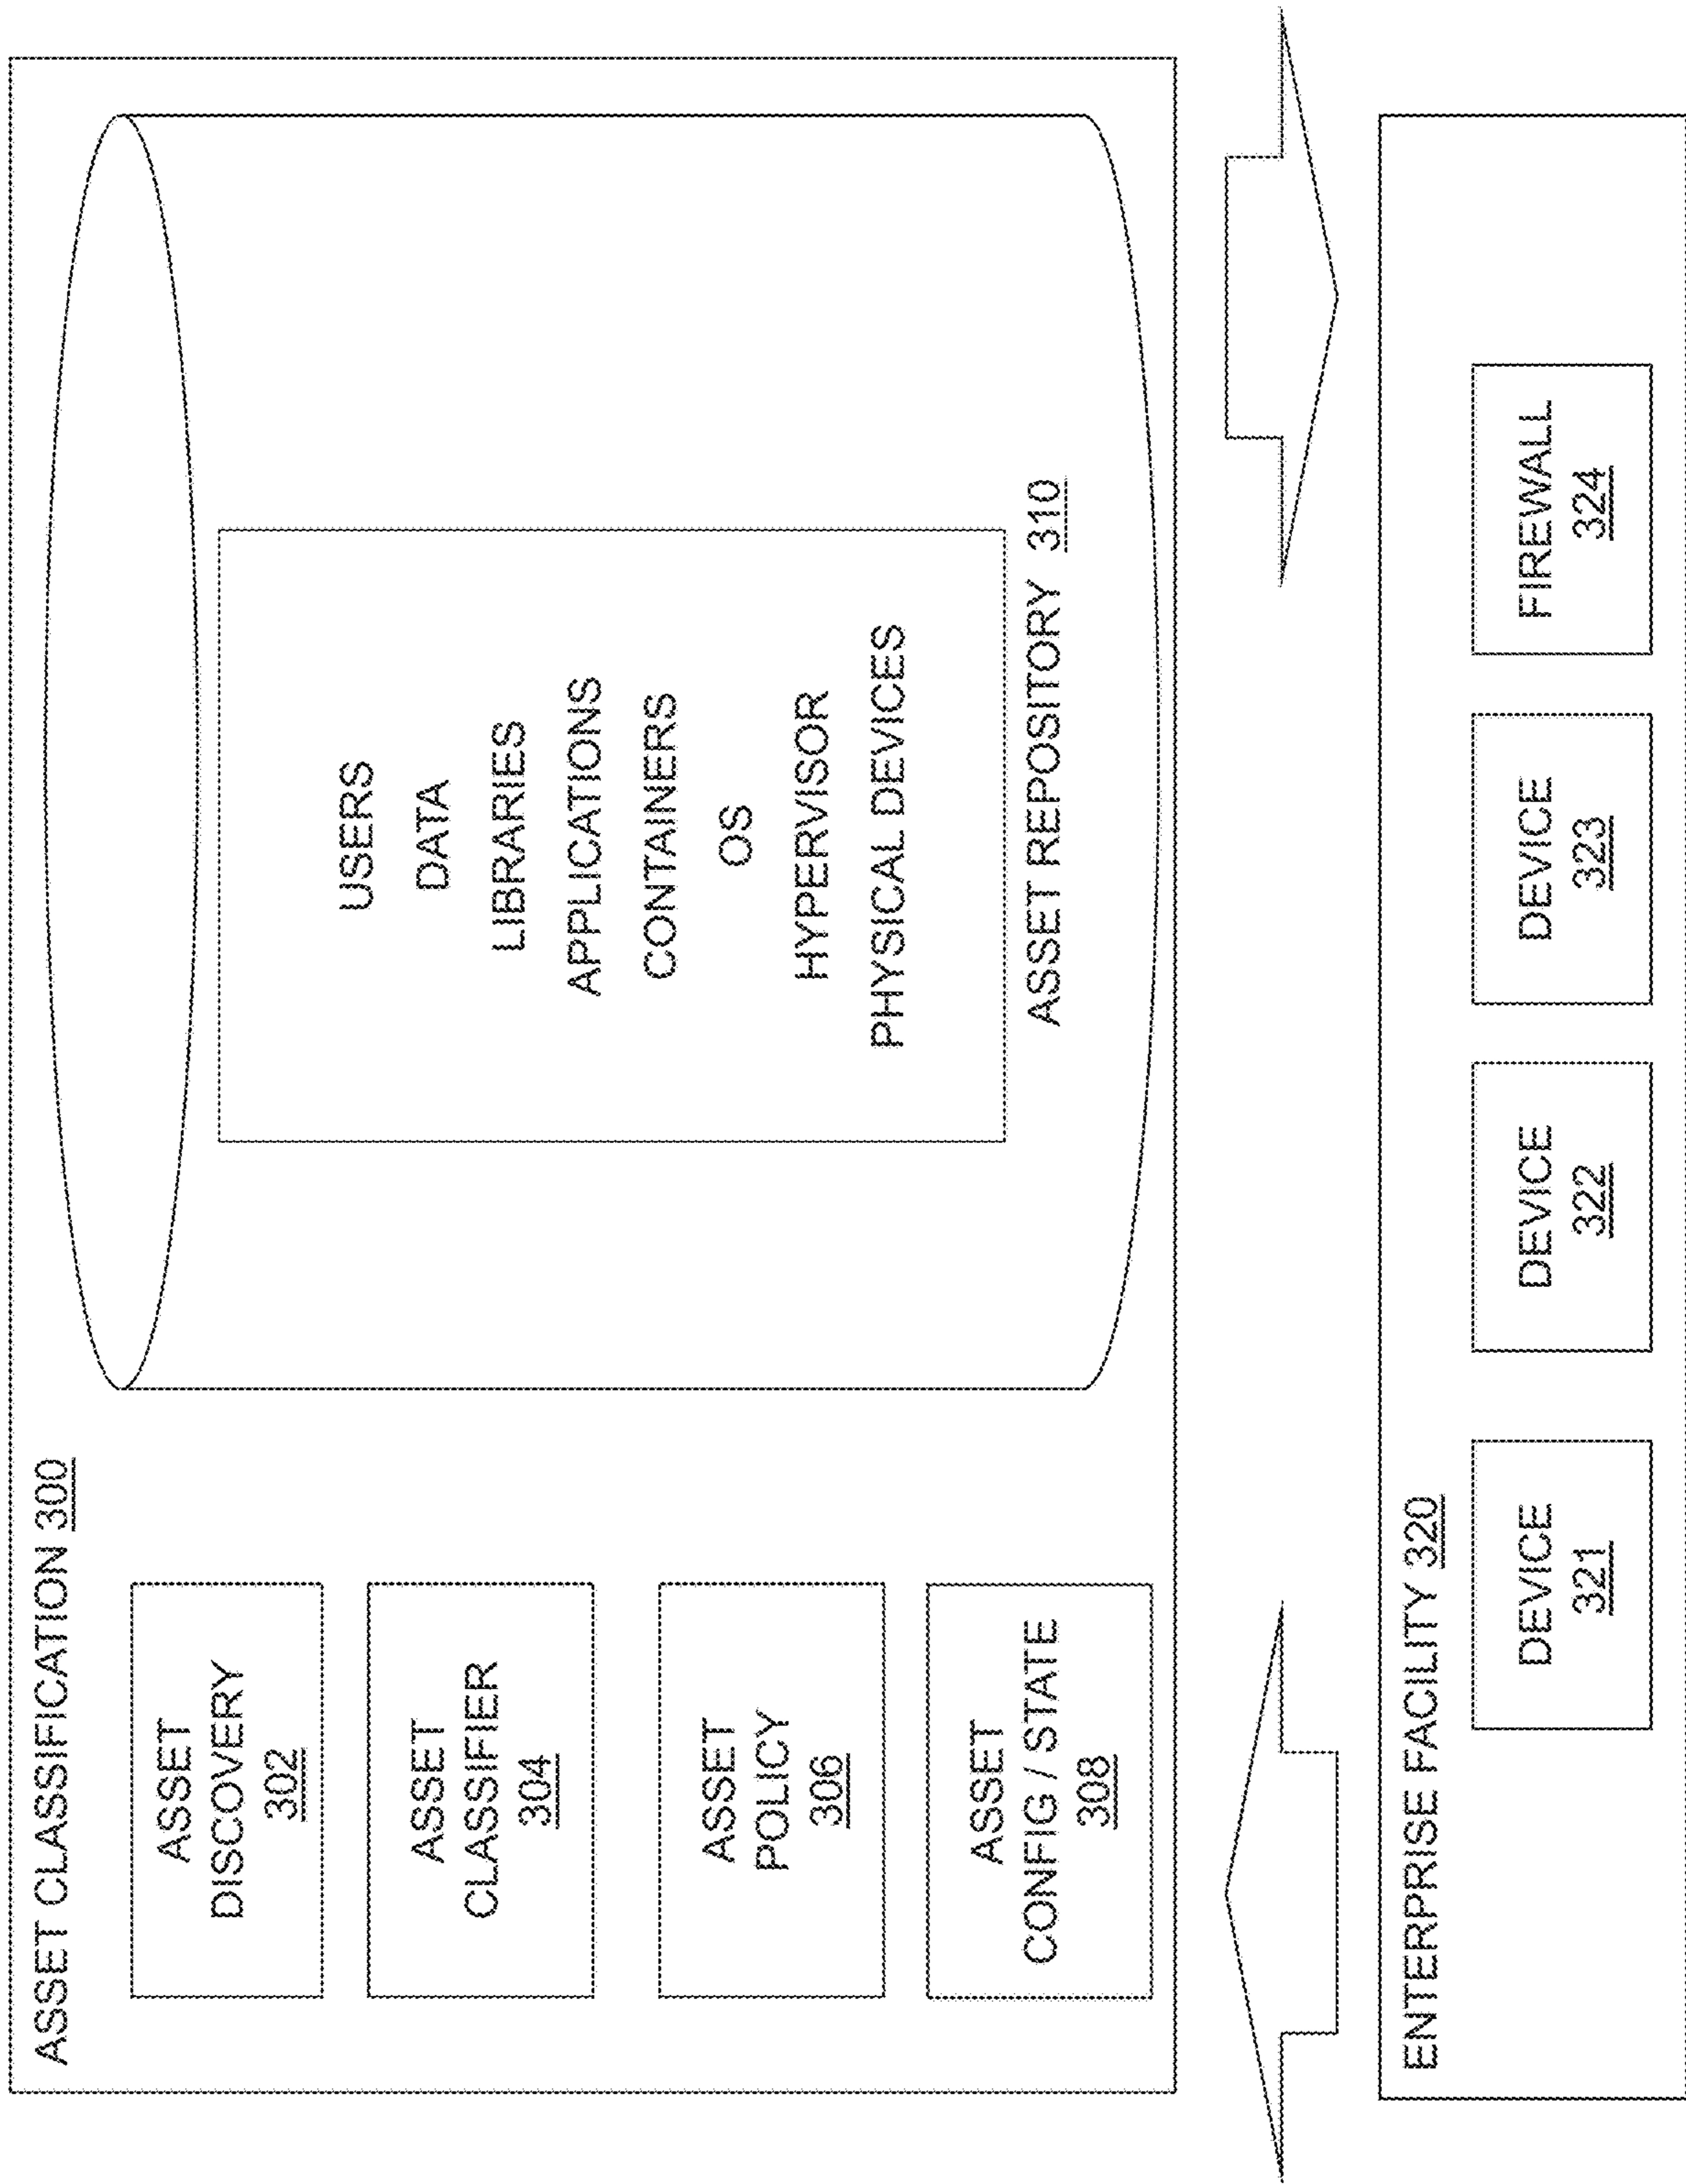 ASSET CLASSIFICATION 300
ASSET
DISCOVERY
302
ASSET
CLASSIFIER
304
ASSET
POLICY
306
ASSET
CONFIG / STATE
308
USERS
DATA
LIBRARIES
APPLICATIONS
CONTAINERS
OS
HYPERVISOR
PHYSICAL DEVICES
ASSET REPOSITORY 310
ENTERPRISE FACILITY 320
DEVICE
321
DEVICE
322
DEVICE
323
FIREWALL
324